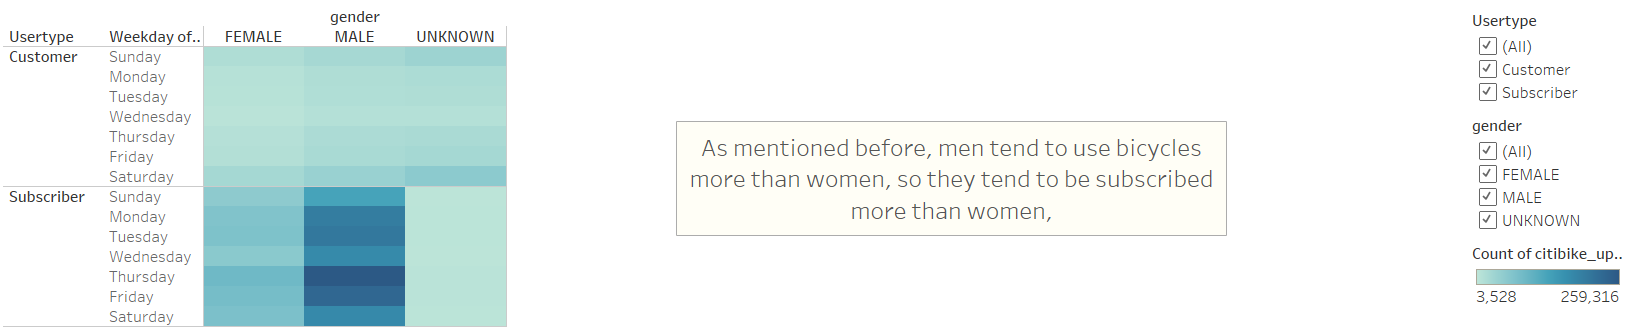 gender
Usertype Weekday of.. FEMALE MALE UNKNOWN
Customer Sunday
Monday
Tuesday
Wednesday
Thursday
Friday
Saturday
Subscriber Sunday
Monday
Tuesday
Wednesday
Thursday
Friday
Saturday
As mentioned before, men tend to use bicycles
more than women, so they tend to be subscribed
more than women,
Usertype
(All)
Customer
Subscriber
gender
(All)
FEMALE
MALE
UNKNOWN
Count of citibike_up..
3,528 259,316